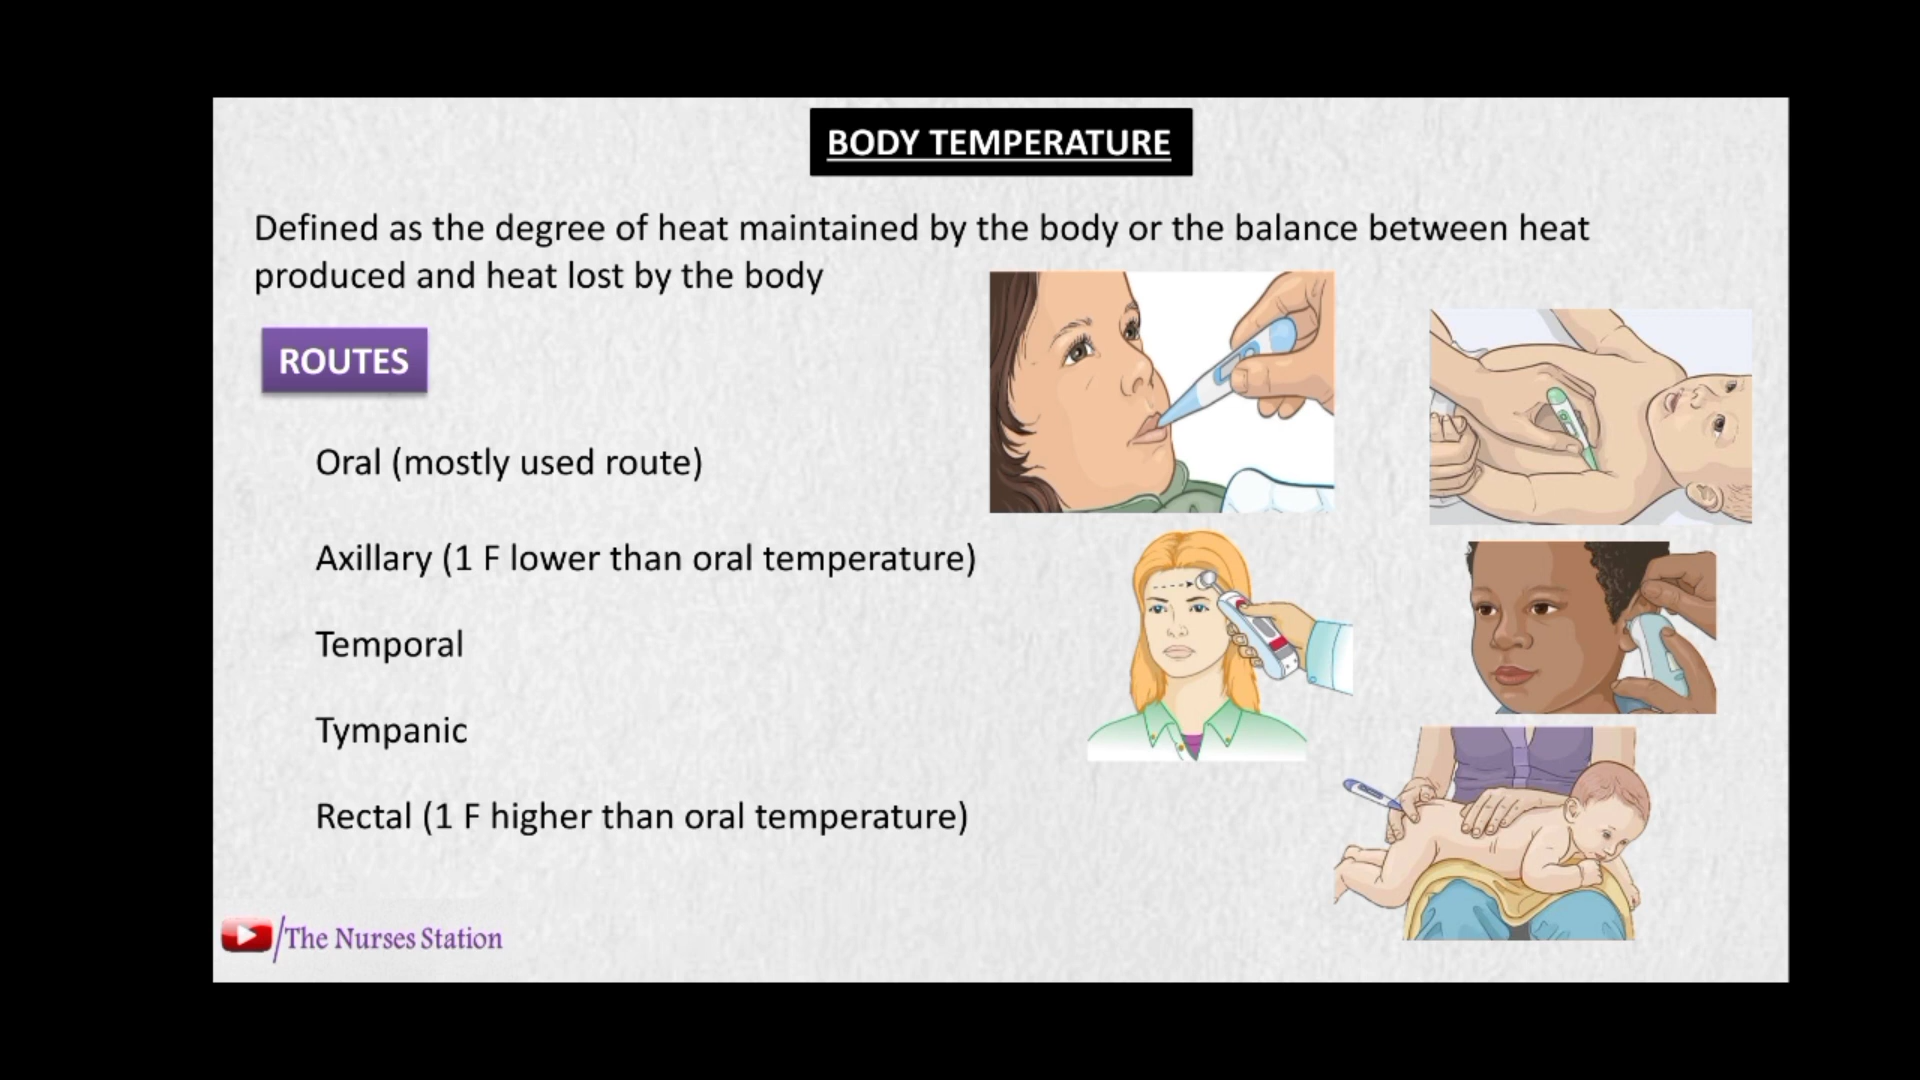 BODY TEMPERATURE
Defined as the degree of heat maintained by the body or the balance between heat
produced and heat lost by the body
ROUTES
Oral (mostly used route)
Axillary (1 F lower than oral temperature)
Temporal
Tympanic
Rectal (1 F higher than oral temperature)
The Nurses Station